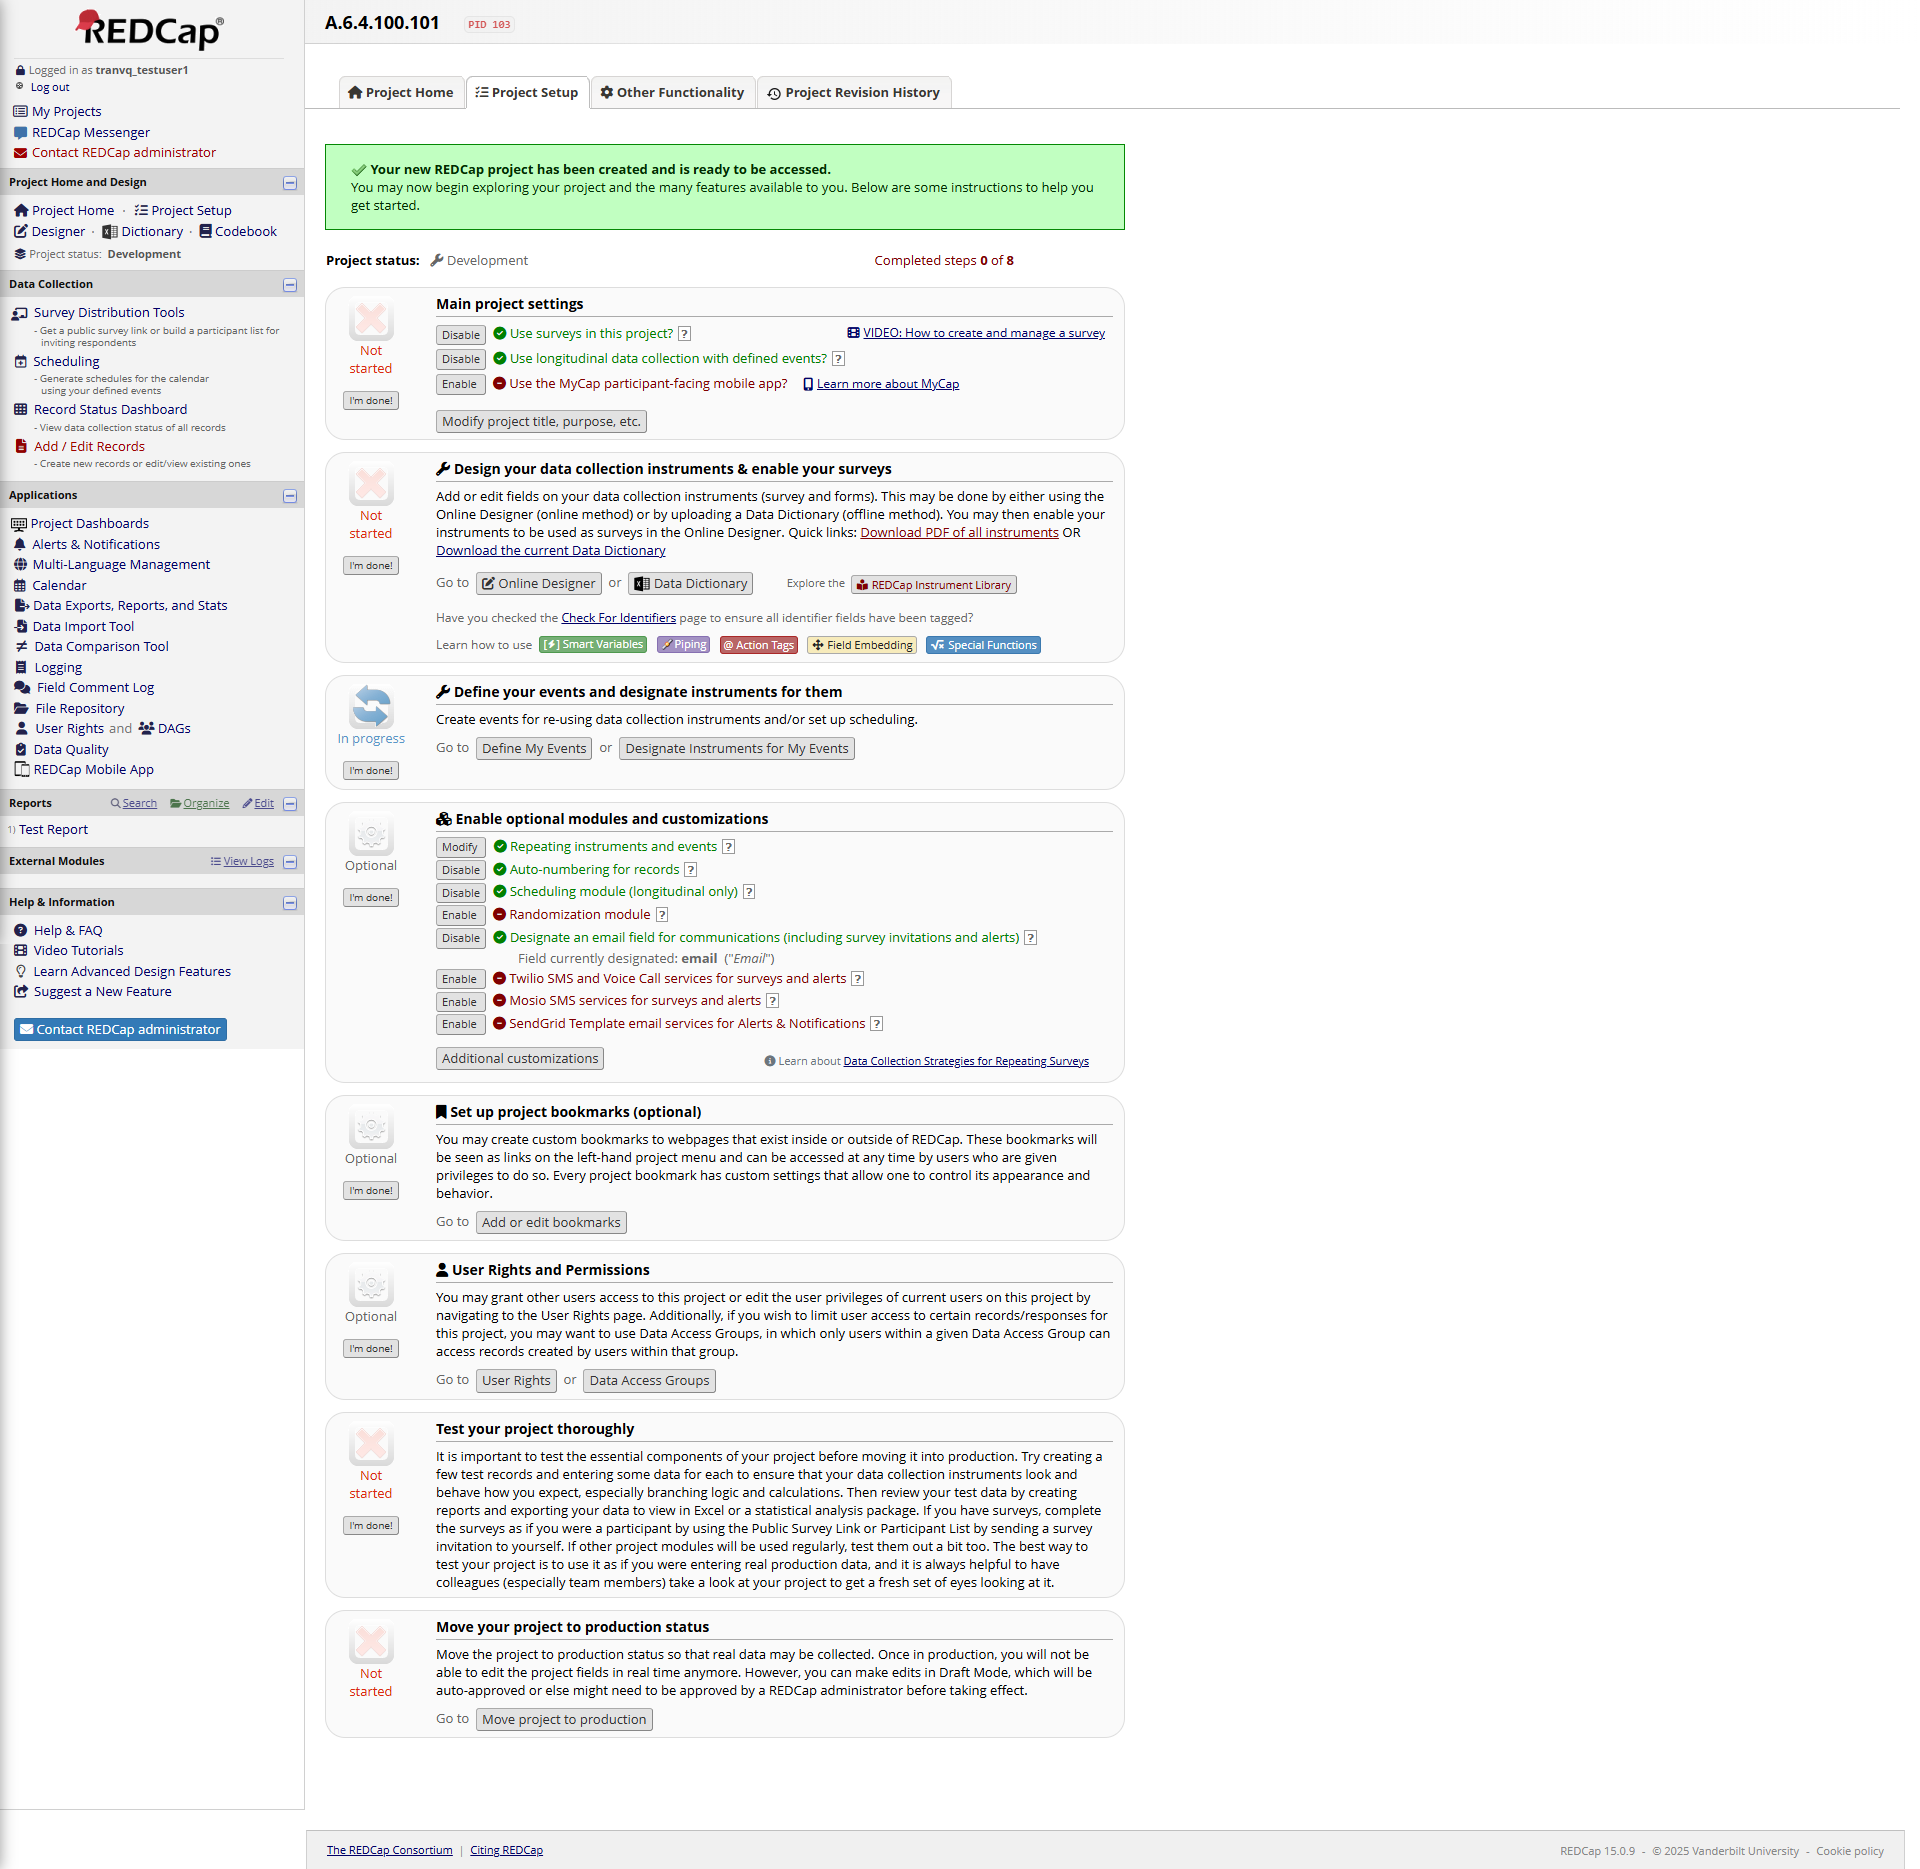 REDCap®
Logged in as tranvq_testuser1
Log out
My Projects
REDCap Messenger
Contact REDCap administrator
Project Home and Design
Project Home · Project Setup
Designer · Dictionary · Codebook
Project status: Development
Data Collection
Survey Distribution Tools
- Get a public survey link or build a participant list for
inviting respondents
Scheduling
- Generate schedules for the calendar
using your defined events
Record Status Dashboard
- View data collection status of all records
Add / Edit Records
- Create new records or edit/view existing ones
Applications
Project Dashboards
Alerts & Notifications
Multi-Language Management
Calendar
Data Exports, Reports, and Stats
Data Import Tool
Data Comparison Tool
Logging
Field Comment Log
File Repository
User Rights and DAGs
Data Quality
REDCap Mobile App
Reports Search Organize Edit
1) Test Report
External Modules View Logs
Help & Information
Help & FAQ
Video Tutorials
Learn Advanced Design Features
Suggest a New Feature
Contact REDCap administrator
A.6.4.100.101 PID 103
Project Home Project Setup Other Functionality Project Revision History
Your new REDCap project has been created and is ready to be accessed.
You may now begin exploring your project and the many features available to you. Below are some instructions to help you
get started.
Project status: Development Completed steps 0 of 8
Not
started
I'm done!
Main project settings
Disable Use surveys in this project? ? VIDEO: How to create and manage a survey
Disable Use longitudinal data collection with defined events? ?
Enable Use the MyCap participant-facing mobile app? Learn more about MyCap
Modify project title, purpose, etc.
Not
started
I'm done!
Design your data collection instruments & enable your surveys
Add or edit fields on your data collection instruments (survey and forms). This may be done by either using the
Online Designer (online method) or by uploading a Data Dictionary (offline method). You may then enable your
instruments to be used as surveys in the Online Designer. Quick links: Download PDF of all instruments OR
Download the current Data Dictionary
Go to Online Designer or Data Dictionary Explore the REDCap Instrument Library
Have you checked the Check For Identifiers page to ensure all identifier fields have been tagged?
Learn how to use [⚡] Smart Variables Piping @ Action Tags Field Embedding Special Functions
In progress
I'm done!
Define your events and designate instruments for them
Create events for re-using data collection instruments and/or set up scheduling.
Go to Define My Events or Designate Instruments for My Events
Optional
I'm done!
Enable optional modules and customizations
Modify Repeating instruments and events ?
Disable Auto-numbering for records ?
Disable Scheduling module (longitudinal only) ?
Enable Randomization module ?
Disable Designate an email field for communications (including survey invitations and alerts) ?
Field currently designated: email ("Email")
Enable Twilio SMS and Voice Call services for surveys and alerts ?
Enable Mosio SMS services for surveys and alerts ?
Enable SendGrid Template email services for Alerts & Notifications ?
Additional customizations Learn about Data Collection Strategies for Repeating Surveys
Optional
I'm done!
Set up project bookmarks (optional)
You may create custom bookmarks to webpages that exist inside or outside of REDCap. These bookmarks will
be seen as links on the left-hand project menu and can be accessed at any time by users who are given
privileges to do so. Every project bookmark has custom settings that allow one to control its appearance and
behavior.
Go to Add or edit bookmarks
Optional
I'm done!
User Rights and Permissions
You may grant other users access to this project or edit the user privileges of current users on this project by
navigating to the User Rights page. Additionally, if you wish to limit user access to certain records/responses for
this project, you may want to use Data Access Groups, in which only users within a given Data Access Group can
access records created by users within that group.
Go to User Rights or Data Access Groups
Not
started
I'm done!
Test your project thoroughly
It is important to test the essential components of your project before moving it into production. Try creating a
few test records and entering some data for each to ensure that your data collection instruments look and
behave how you expect, especially branching logic and calculations. Then review your test data by creating
reports and exporting your data to view in Excel or a statistical analysis package. If you have surveys, complete
the surveys as if you were a participant by using the Public Survey Link or Participant List by sending a survey
invitation to yourself. If other project modules will be used regularly, test them out a bit too. The best way to
test your project is to use it as if you were entering real production data, and it is always helpful to have
colleagues (especially team members) take a look at your project to get a fresh set of eyes looking at it.
Not
started
Move your project to production status
Move the project to production status so that real data may be collected. Once in production, you will not be
able to edit the project fields in real time anymore. However, you can make edits in Draft Mode, which will be
auto-approved or else might need to be approved by a REDCap administrator before taking effect.
Go to Move project to production
The REDCap Consortium | Citing REDCap
REDCap 15.0.9 - © 2025 Vanderbilt University - Cookie policy